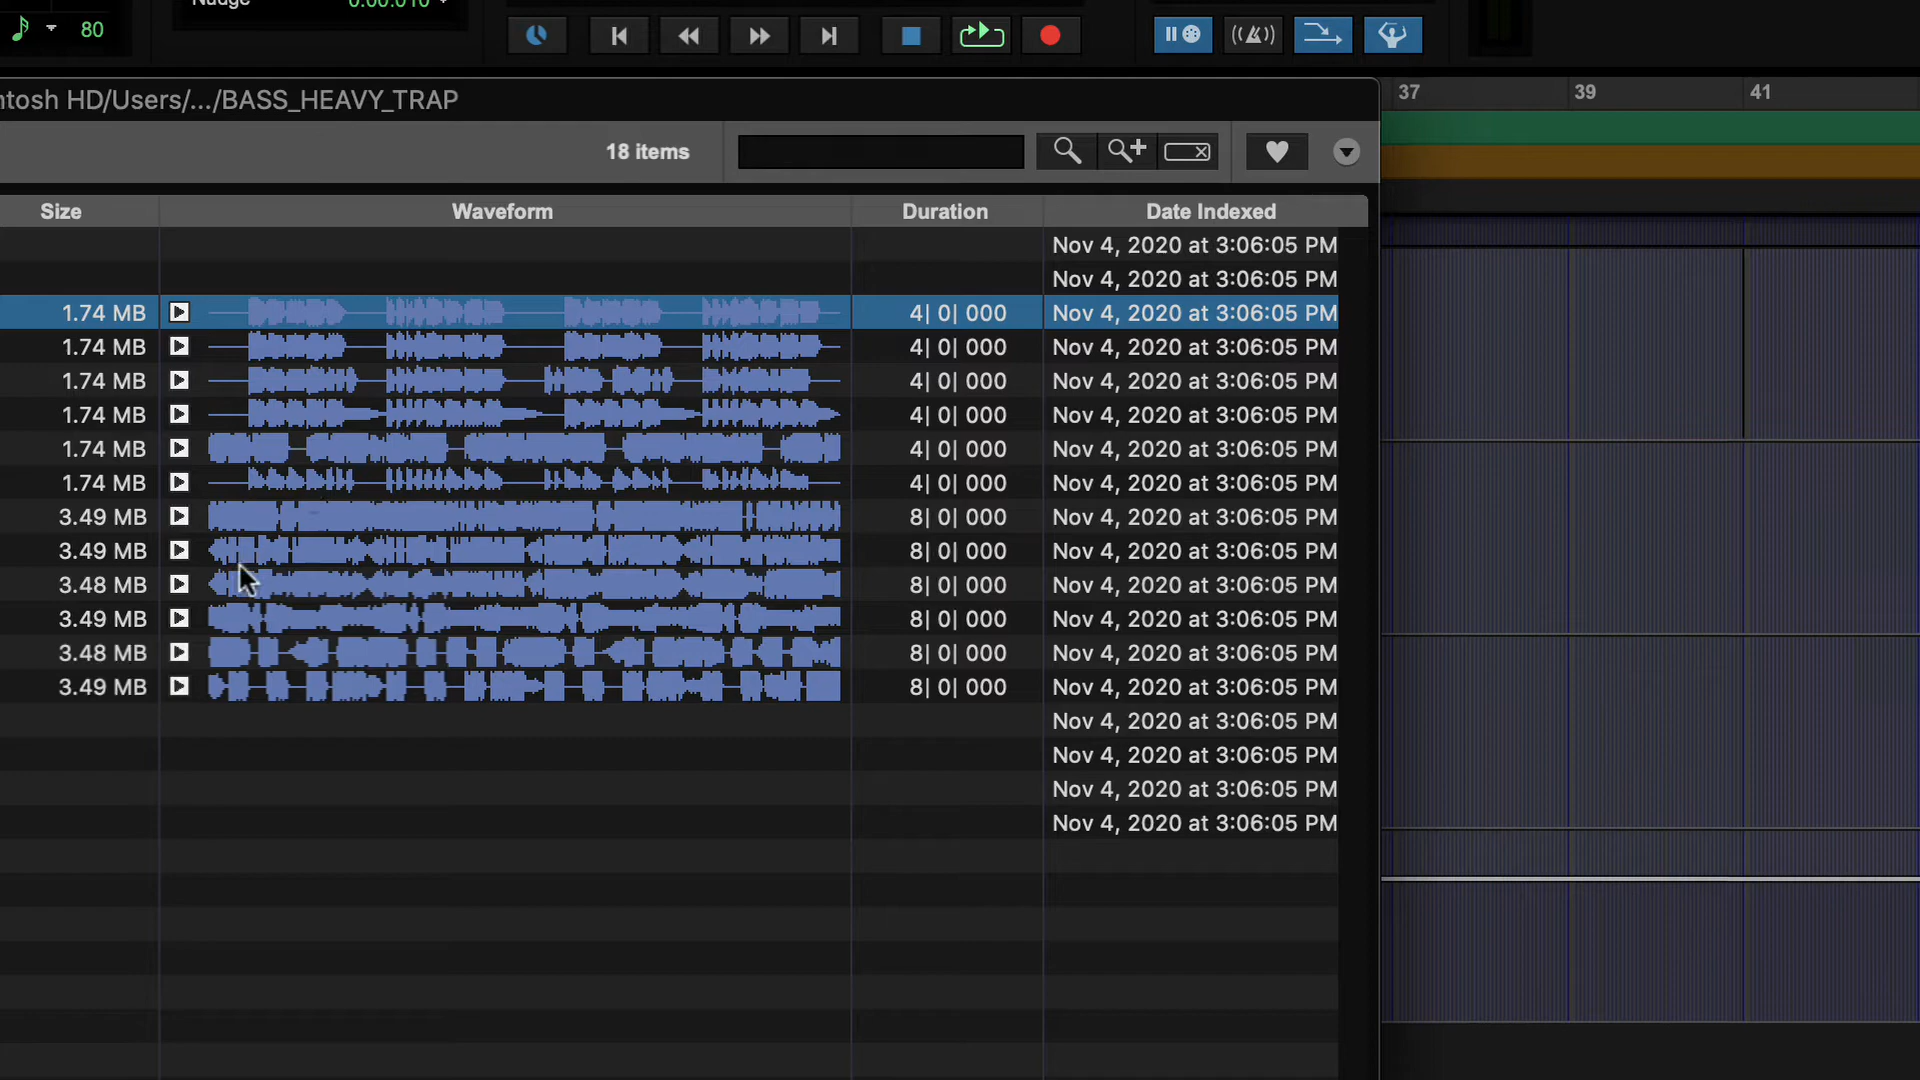 Nudge 0:00:010
80
ntosh HD/Users/.../BASS_HEAVY_TRAP
37 39 41
18 items
Size Waveform Duration Date Indexed
Nov 4, 2020 at 3:06:05 PM
Nov 4, 2020 at 3:06:05 PM
1.74 MB 4| 0| 000 Nov 4, 2020 at 3:06:05 PM
1.74 MB 4| 0| 000 Nov 4, 2020 at 3:06:05 PM
1.74 MB 4| 0| 000 Nov 4, 2020 at 3:06:05 PM
1.74 MB 4| 0| 000 Nov 4, 2020 at 3:06:05 PM
1.74 MB 4| 0| 000 Nov 4, 2020 at 3:06:05 PM
1.74 MB 4| 0| 000 Nov 4, 2020 at 3:06:05 PM
3.49 MB 8| 0| 000 Nov 4, 2020 at 3:06:05 PM
3.49 MB 8| 0| 000 Nov 4, 2020 at 3:06:05 PM
3.48 MB 8| 0| 000 Nov 4, 2020 at 3:06:05 PM
3.49 MB 8| 0| 000 Nov 4, 2020 at 3:06:05 PM
3.48 MB 8| 0| 000 Nov 4, 2020 at 3:06:05 PM
3.49 MB 8| 0| 000 Nov 4, 2020 at 3:06:05 PM
Nov 4, 2020 at 3:06:05 PM
Nov 4, 2020 at 3:06:05 PM
Nov 4, 2020 at 3:06:05 PM
Nov 4, 2020 at 3:06:05 PM